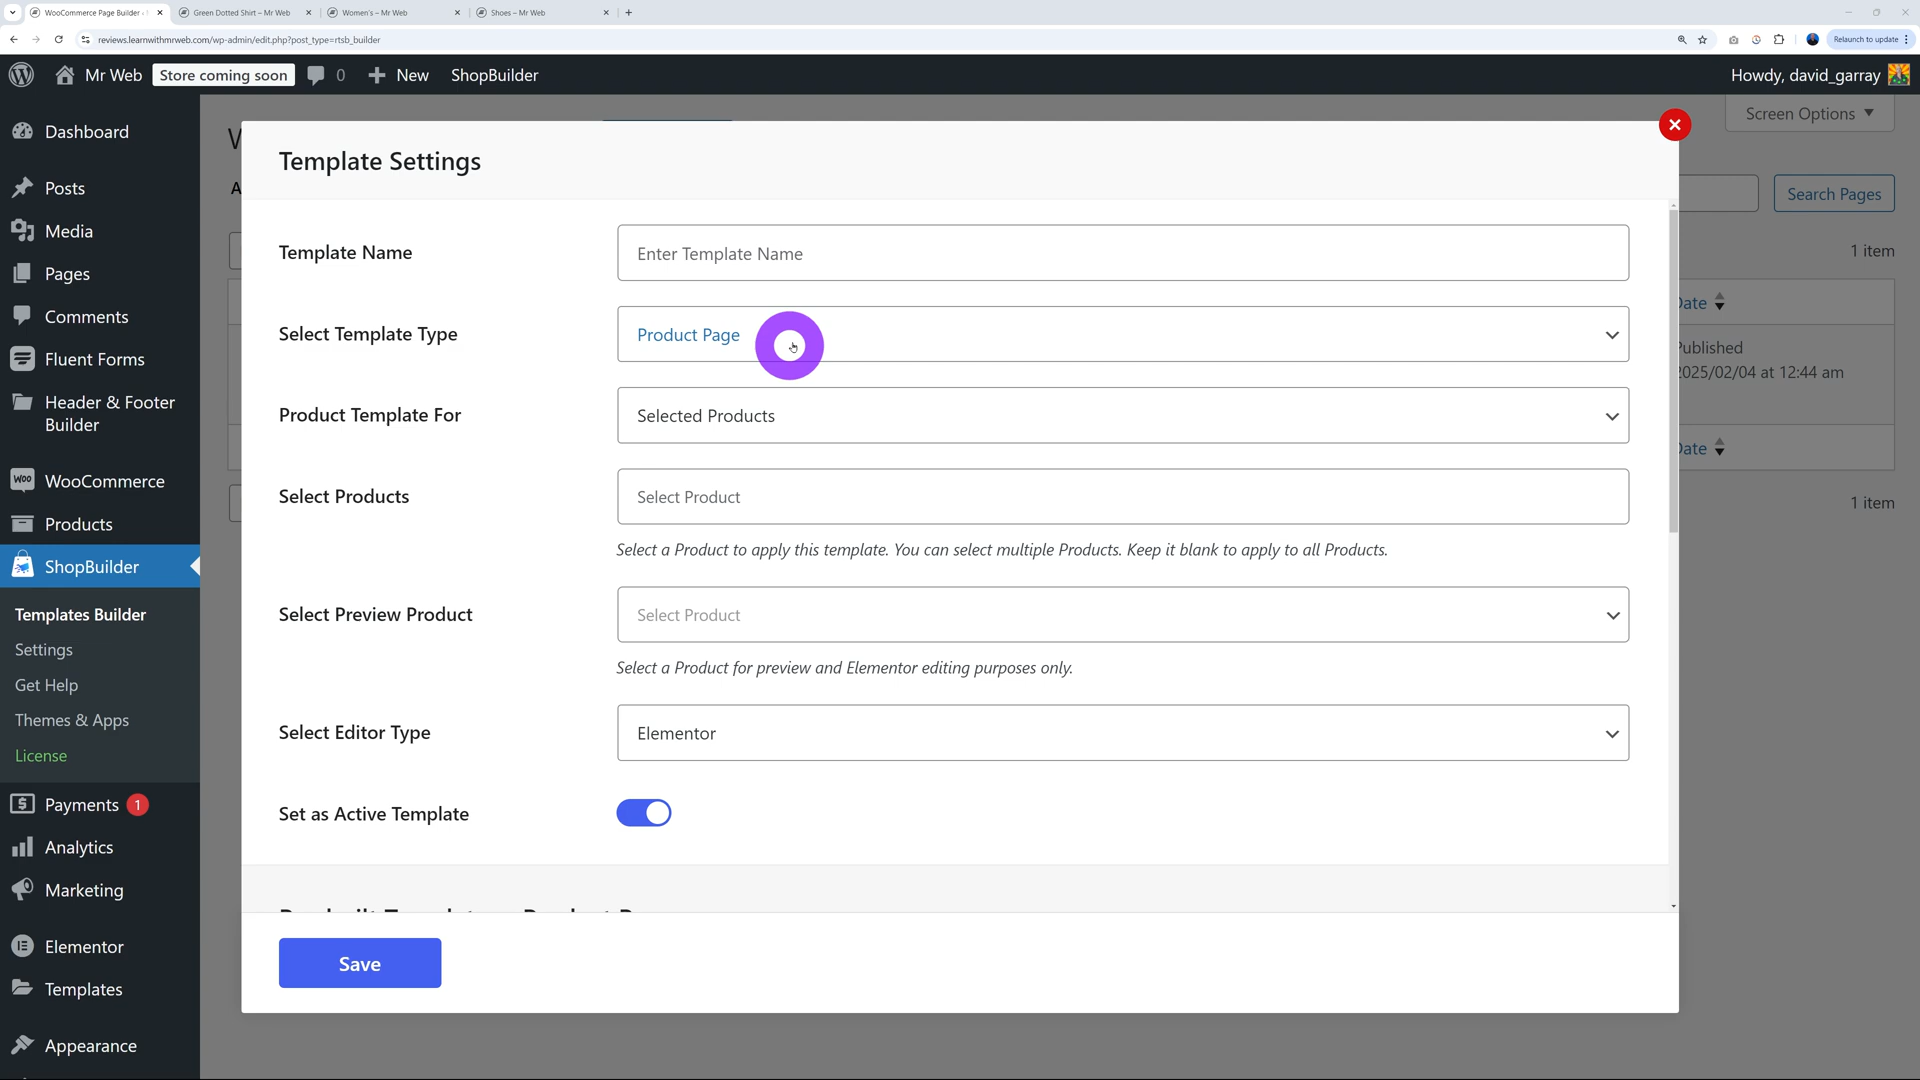 WooCommerce Page Builder
Green Dotted Shirt – Mr Web
Women's – Mr Web
Shoes – Mr Web
reviews.learnwithmrweb.com/wp-admin/edit.php?post_type=rtsb_builder
Relaunch to update
Mr Web
Store coming soon
0
New
ShopBuilder
Howdy, david_garray
Dashboard
Posts
Media
Pages
Comments
Fluent Forms
Header & Footer
Builder
WooCommerce
Products
ShopBuilder
Templates Builder
Settings
Get Help
Themes & Apps
License
Payments 1
Analytics
Marketing
Elementor
Templates
Appearance
Screen Options
Search Pages
1 item
Date
Published
2025/02/04 at 12:44 am
Date
1 item
Template Settings
Template Name
Enter Template Name
Select Template Type
Product Page
Product Template For
Selected Products
Select Products
Select Product
Select a Product to apply this template. You can select multiple Products. Keep it blank to apply to all Products.
Select Preview Product
Select Product
Select a Product for preview and Elementor editing purposes only.
Select Editor Type
Elementor
Set as Active Template
Save